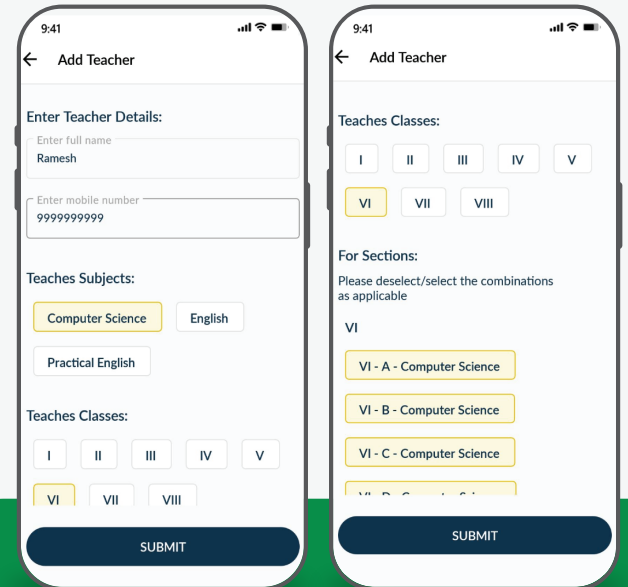 9:41
Add Teacher
Enter Teacher Details:
Enter full name
Ramesh
Enter mobile number
9999999999
Teaches Subjects:
Computer Science English
Practical English
Teaches Classes:
I II III IV V
VI VII VIII
SUBMIT
9:41
Add Teacher
Teaches Classes:
I II III IV V
VI VII VIII
For Sections:
Please deselect/select the combinations
as applicable
VI
VI - A - Computer Science
VI - B - Computer Science
VI - C - Computer Science
SUBMIT